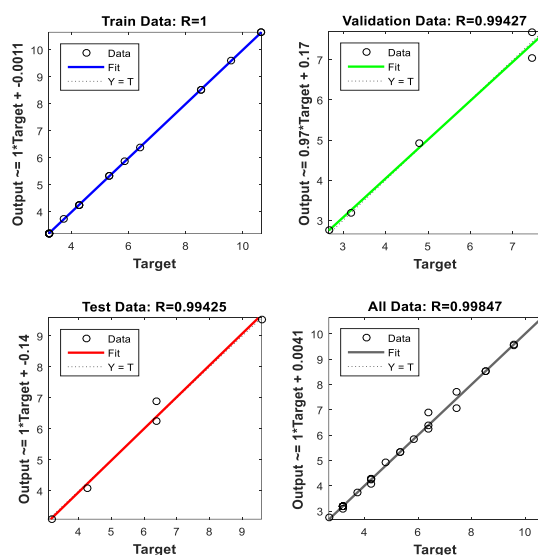 Train Data: R=1
Output ~= 1*Target + -0.0011
10
9
8
7
6
5
4
Data
Fit
Y = T
4 6 8 10
Target
Validation Data: R=0.99427
Output ~= 0.97*Target + 0.17
7
6
5
4
3
Data
Fit
Y = T
3 4 5 6 7
Target
Test Data: R=0.99425
Output ~= 1*Target + -0.14
9
8
7
6
5
4
Data
Fit
Y = T
4 5 6 7 8 9
Target
All Data: R=0.99847
Output ~= 1*Target + 0.0041
10
9
8
7
6
5
4
3
Data
Fit
Y = T
4 6 8 10
Target